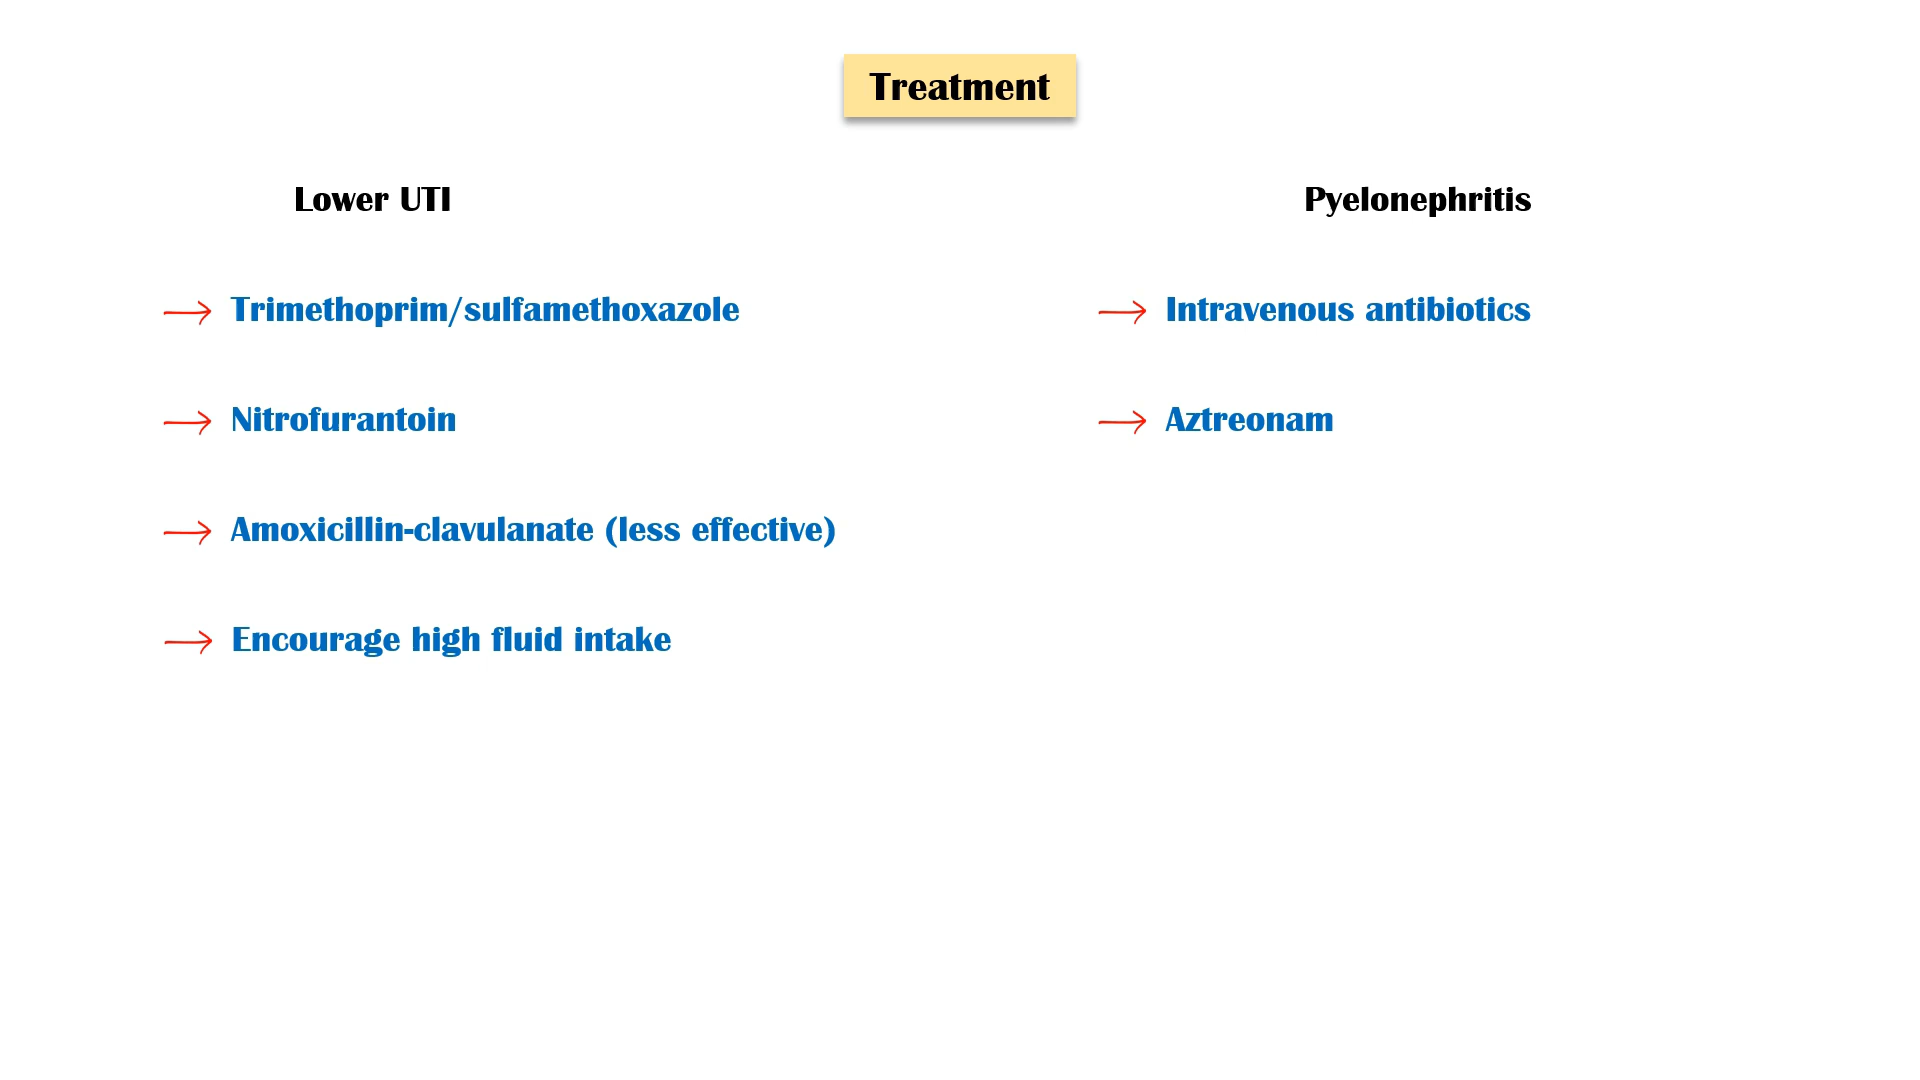 Treatment
Lower UTI
Trimethoprim/sulfamethoxazole
Nitrofurantoin
Amoxicillin-clavulanate (less effective)
Encourage high fluid intake
Pyelonephritis
Intravenous antibiotics
Aztreonam